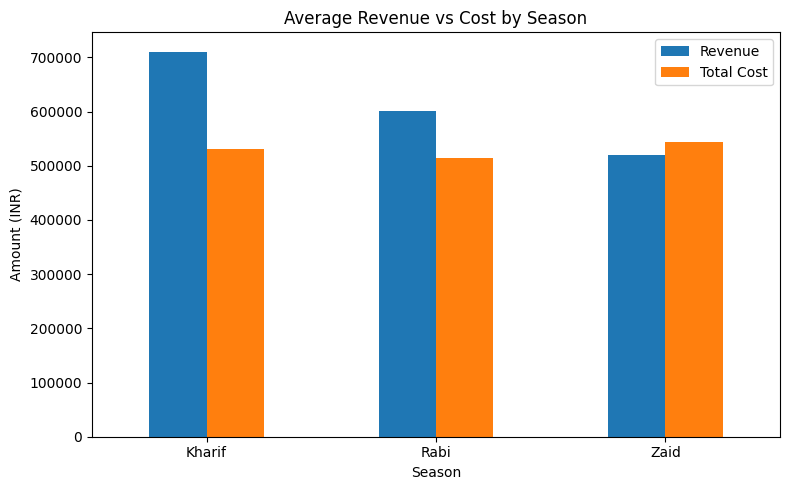 Average Revenue vs Cost by Season
Revenue
Total Cost
700000
600000
500000
400000
300000
200000
100000
0
Amount (INR)
Kharif
Rabi
Zaid
Season